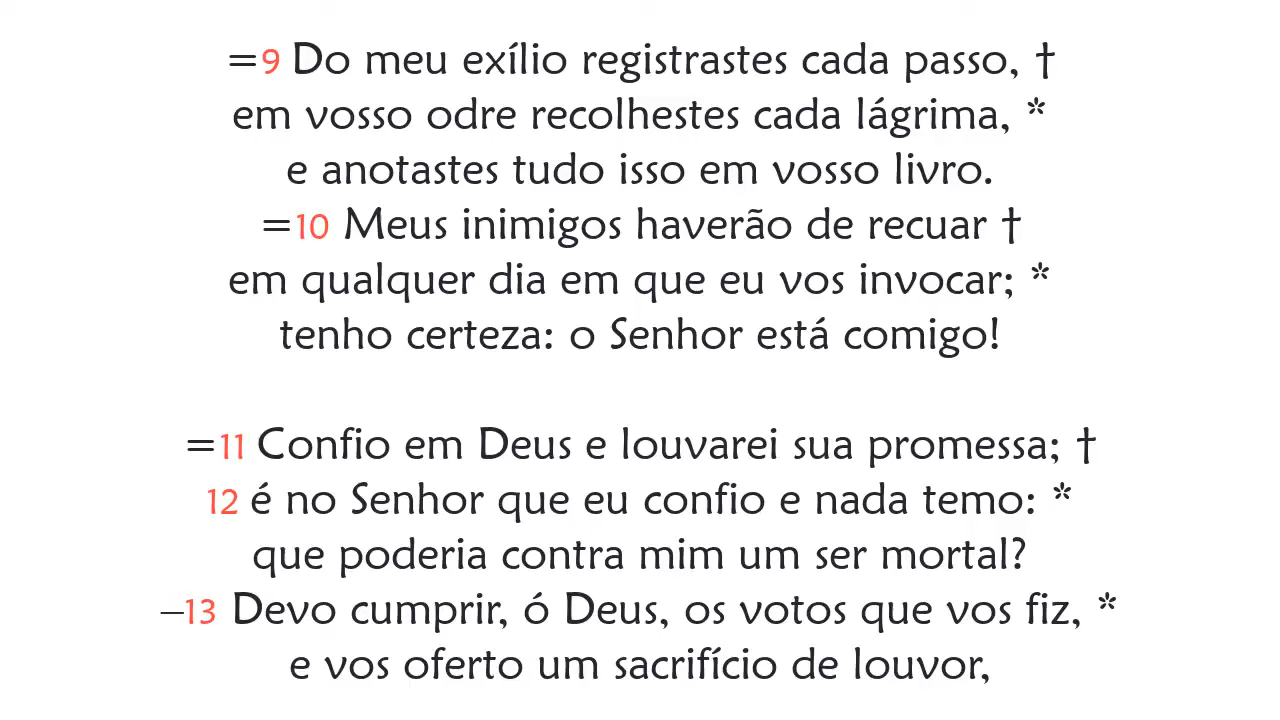 =9 Do meu exílio registrastes cada passo, †
em vosso odre recolhestes cada lágrima, *
e anotastes tudo isso em vosso livro.
=10 Meus inimigos haverão de recuar †
em qualquer dia em que eu vos invocar; *
tenho certeza: o Senhor está comigo!
=11 Confio em Deus e louvarei sua promessa; †
12 é no Senhor que eu confio e nada temo: *
que poderia contra mim um ser mortal?
–13 Devo cumprir, ó Deus, os votos que vos fiz, *
e vos oferto um sacrifício de louvor,